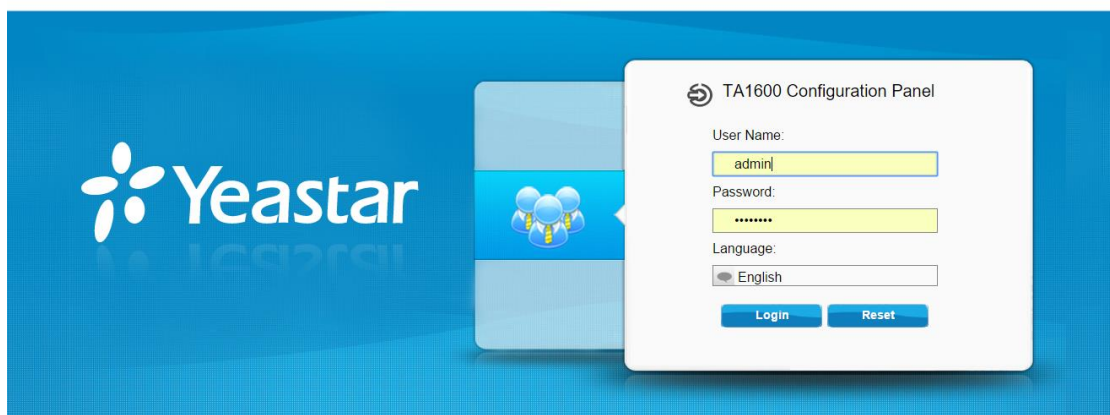 Yeastar
TA1600 Configuration Panel
User Name:
admin
Password:
••••••••
Language:
English
Login Reset